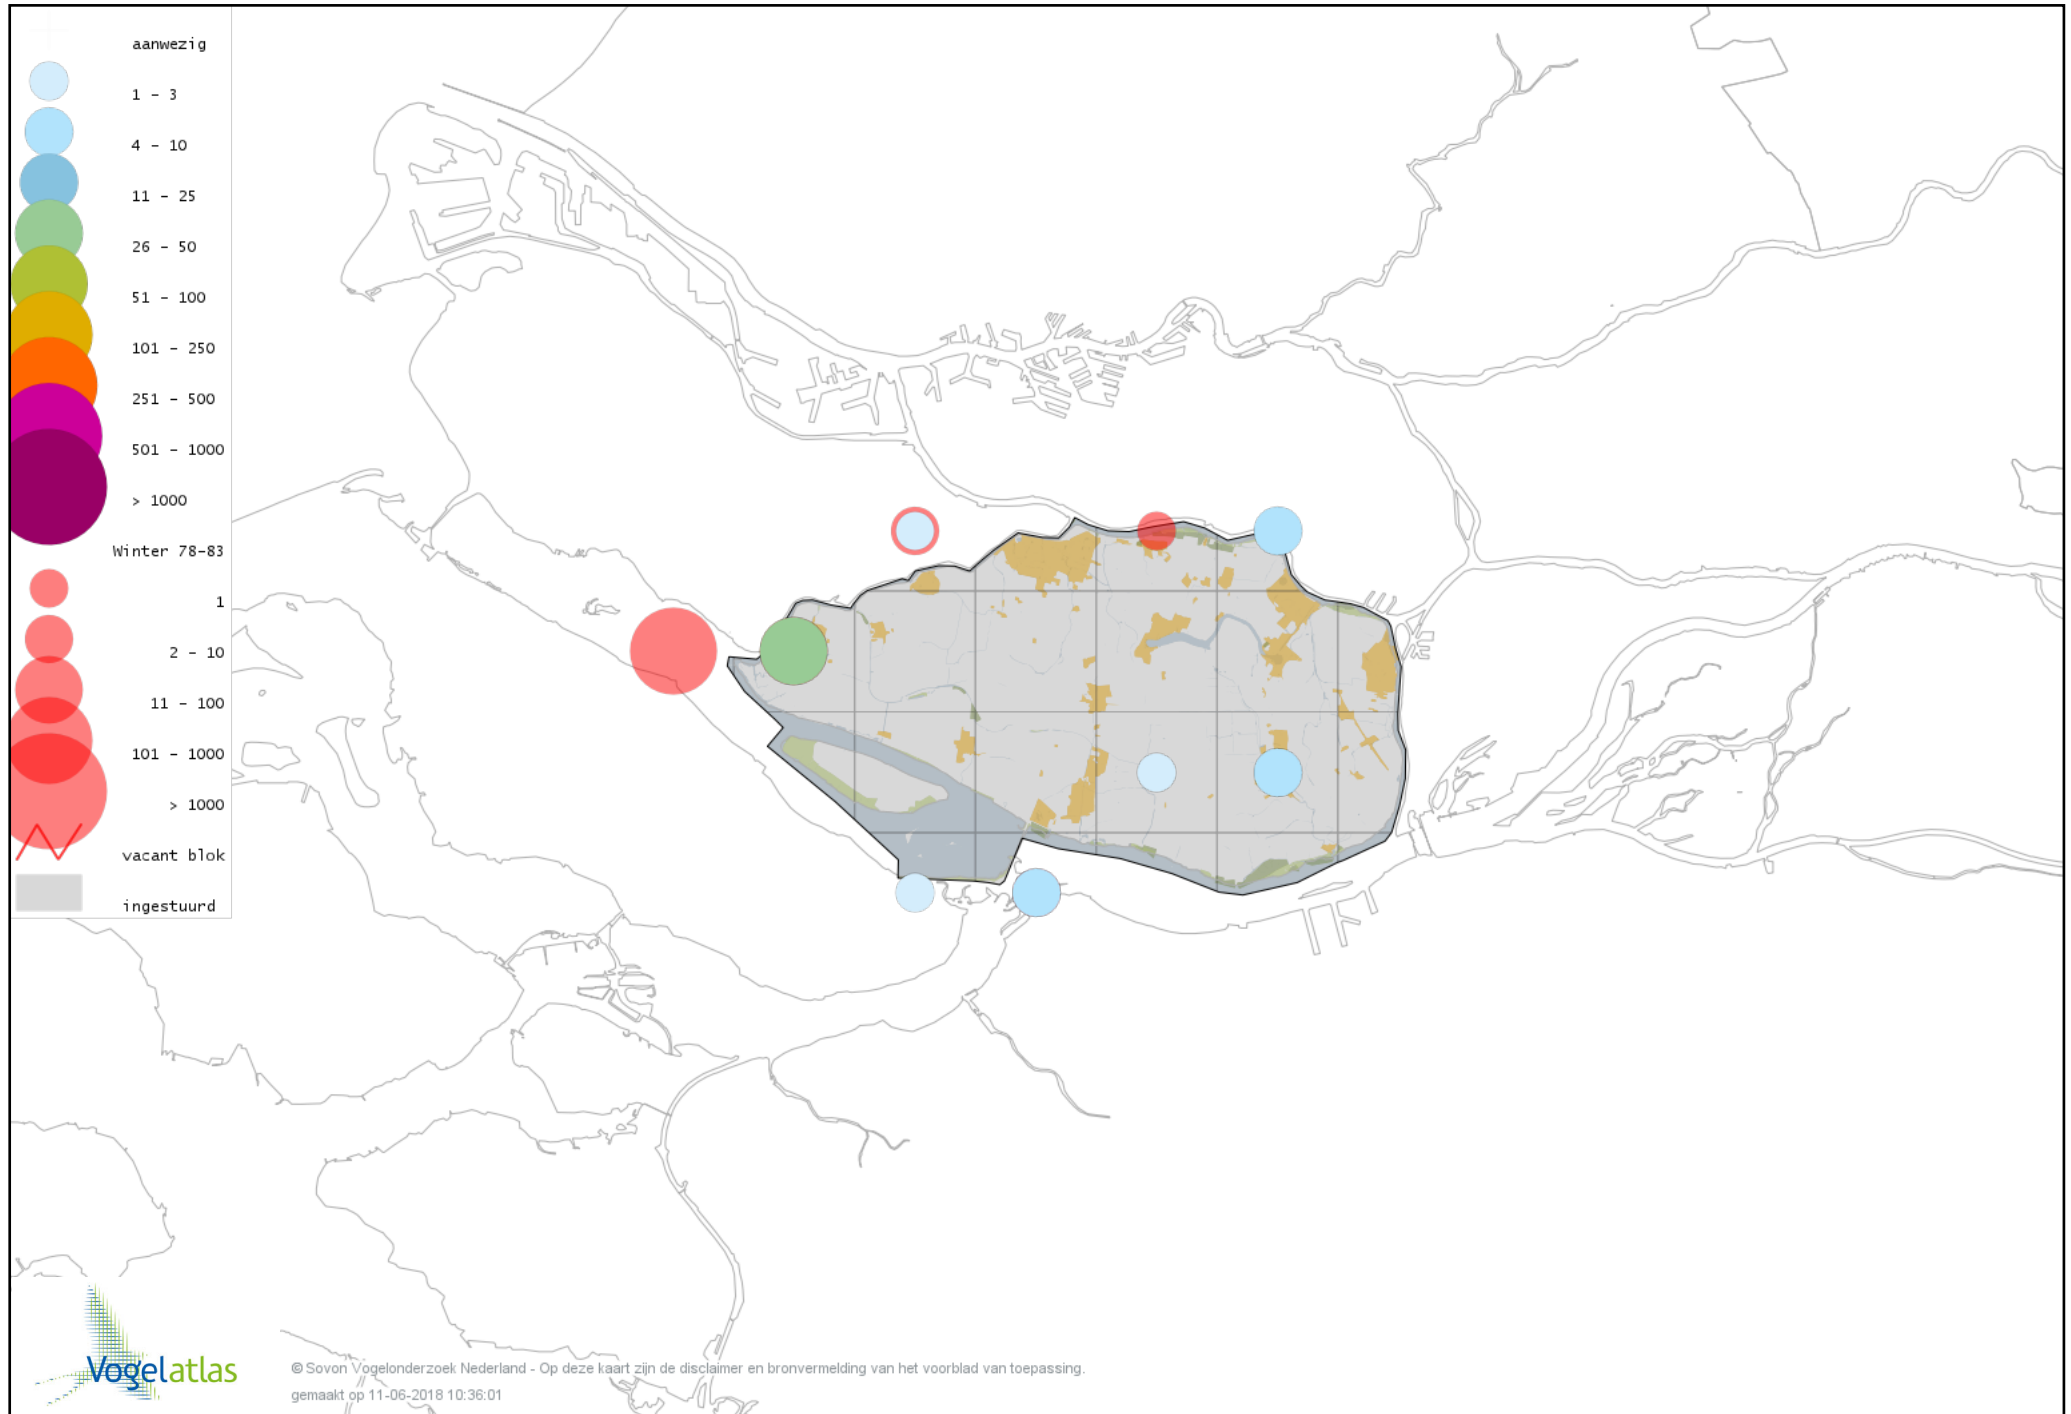 aanwezig
1 - 3
4 - 10
11 - 25
26 - 50
51 - 100
101 - 250
251 - 500
501 - 1000
> 1000
Winter 78-83
1
2 - 10
11 - 100
101 - 1000
> 1000
vacant blok
ingestuurd
Vogelatlas
© Sovon Vogelonderzoek Nederland - Op deze kaart zijn de disclaimer en bronvermelding van het voorblad van toepassing.
gemaakt op 11-06-2018 10:36:01